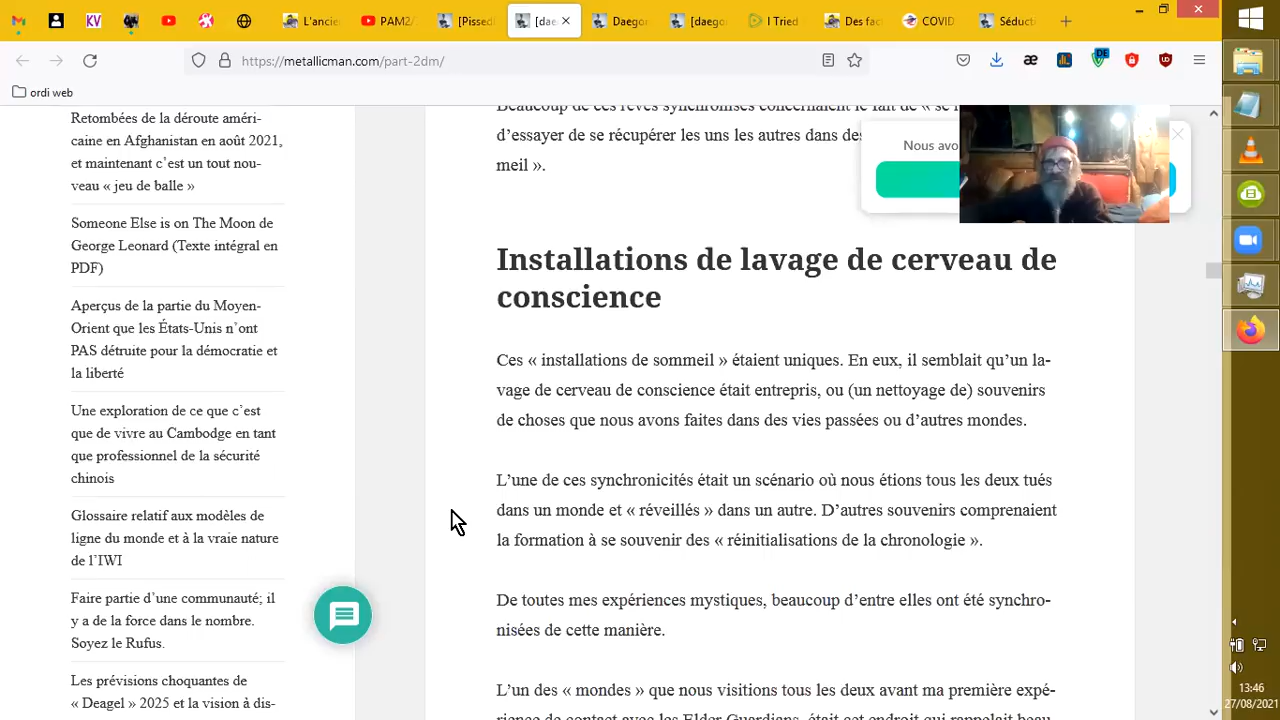 L'ancie
PAM2/
[Pissed
[dae
Daegon
[daegor
I Tried
Des fac
COVID
Séducti
https://metallicman.com/part-2dm/
ordi web
Retombées de la déroute améri-
caine en Afghanistan en août 2021,
et maintenant c'est un tout nou-
veau « jeu de balle »
Someone Else is on The Moon de
George Leonard (Texte intégral en
PDF)
Aperçus de la partie du Moyen-
Orient que les États-Unis n'ont
PAS détruite pour la démocratie et
la liberté
Une exploration de ce que c'est
que de vivre au Cambodge en tant
que professionnel de la sécurité
chinois
Glossaire relatif aux modèles de
ligne du monde et à la vraie nature
de l'IWI
Faire partie d'une communauté; il
y a de la force dans le nombre.
Soyez le Rufus.
Les prévisions choquantes de
« Deagel » 2025 et la vision à dis-
Beaucoup de ces rêves synchronisés concernaient le fait de « se
d'essayer de se récupérer les uns les autres dans des
meil ».
Nous avo
Installations de lavage de cerveau de
conscience
Ces « installations de sommeil » étaient uniques. En eux, il semblait qu'un la-
vage de cerveau de conscience était entrepris, ou (un nettoyage de) souvenirs
de choses que nous avons faites dans des vies passées ou d'autres mondes.
L'une de ces synchronicités était un scénario où nous étions tous les deux tués
dans un monde et « réveillés » dans un autre. D'autres souvenirs comprenaient
la formation à se souvenir des « réinitialisations de la chronologie ».
De toutes mes expériences mystiques, beaucoup d'entre elles ont été synchro-
nisées de cette manière.
L'un des « mondes » que nous visitions tous les deux avant ma première expé-
rience de contact avec les Elder Guardians, était cet endroit qui rappelait beau-
13:46
27/08/2021